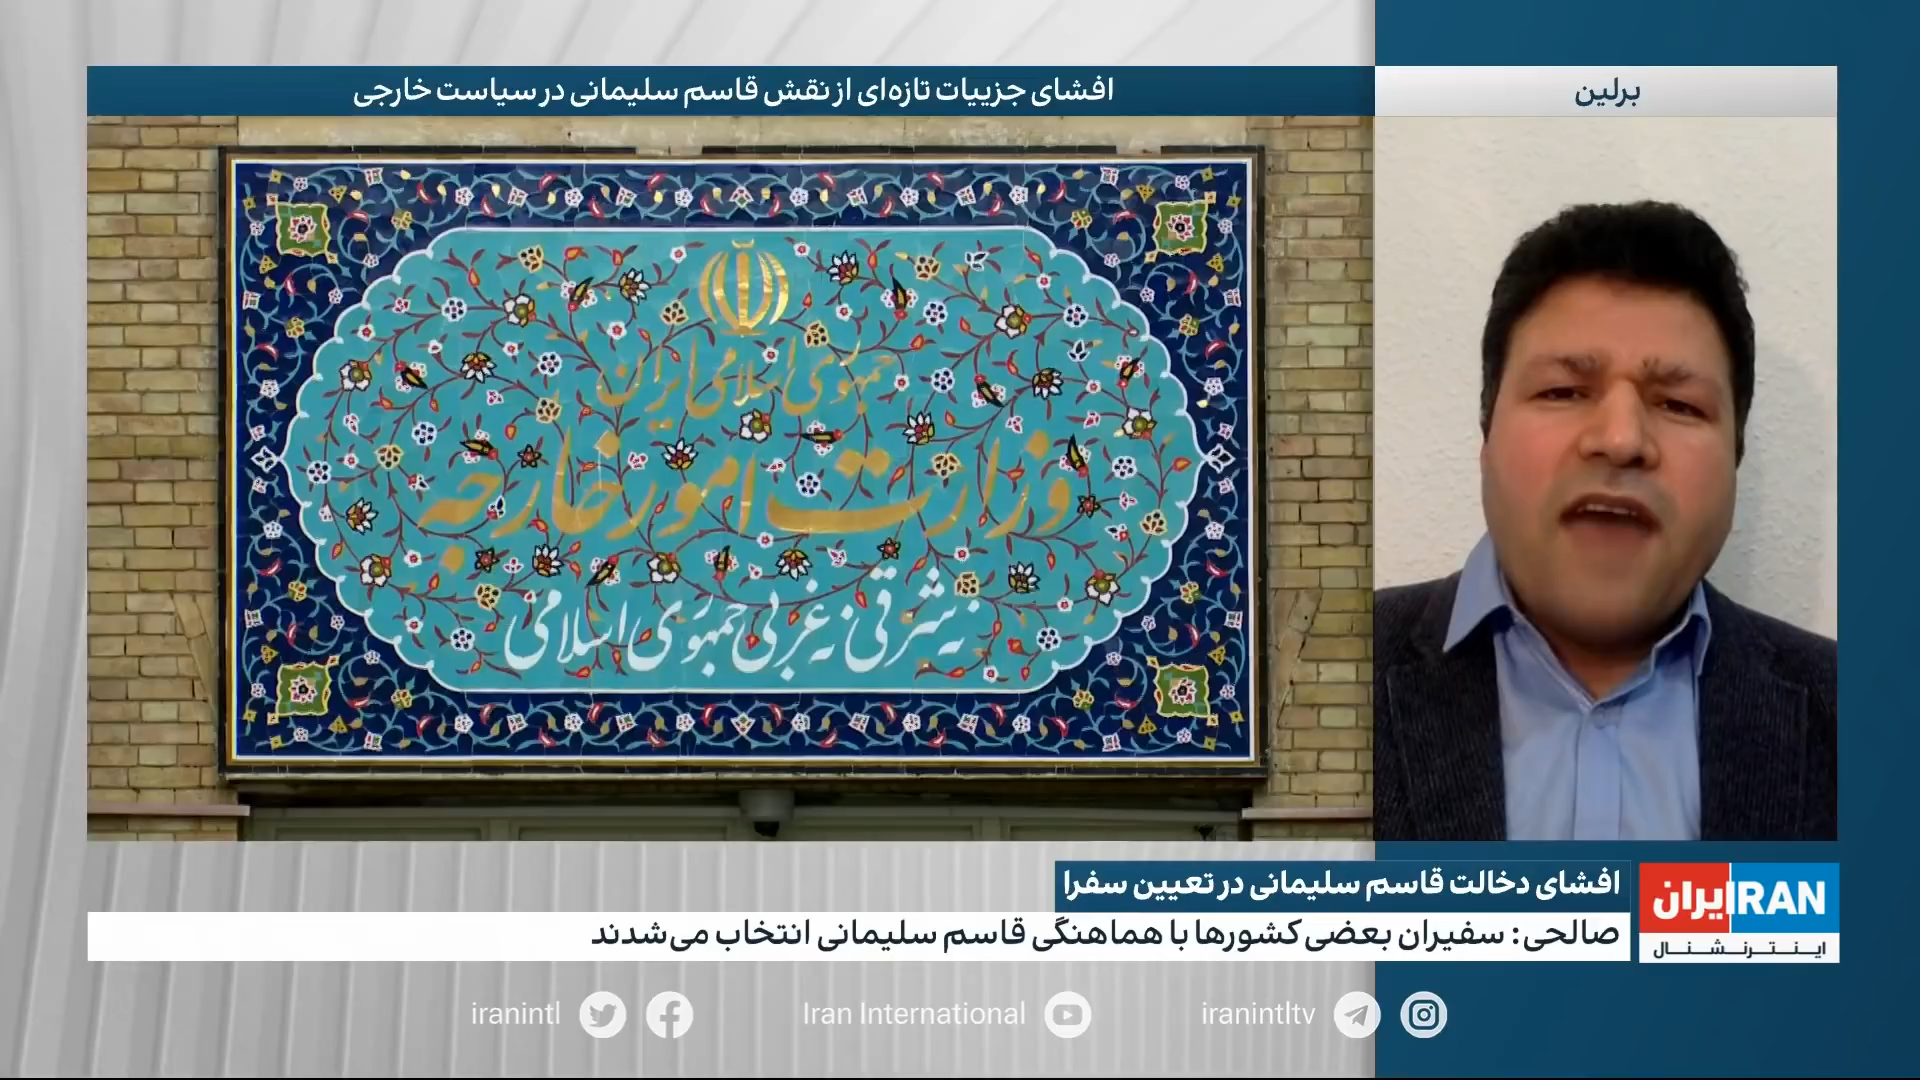 افشای جزییات تازه‌ای از نقش قاسم سلیمانی در سیاست خارجی
برلین
جمهوری اسلامی ایران
وزارت امور خارجه
نه شرقی نه غربی جمهوری اسلامی
افشای دخالت قاسم سلیمانی در تعیین سفرا
صالحی: سفیران بعضی کشورها با هماهنگی قاسم سلیمانی انتخاب می‌شدند
ایران IRAN
اینترنشنال
iranintl
Iran International
iranintltv